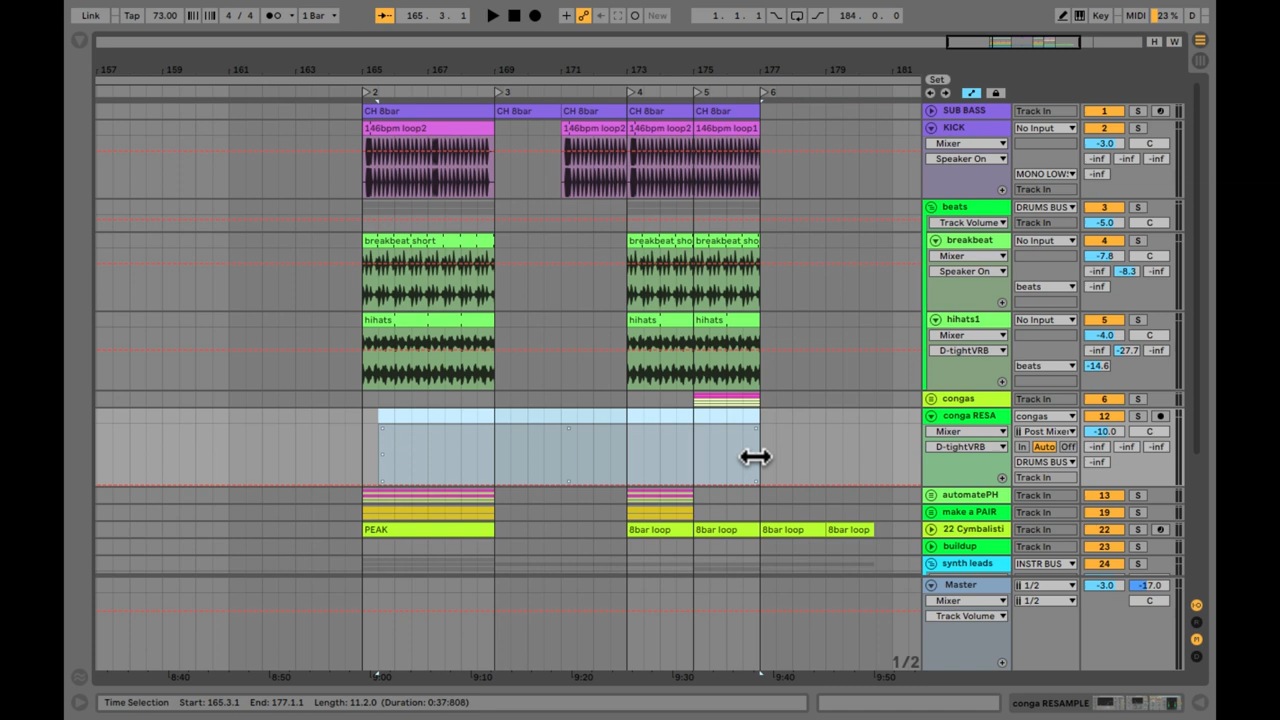 Link Tap 73.00 4 / 4 1 Bar 165. 3. 1 New 1. 1. 1 184. 0. 0 Key MIDI 23 % D
H W
157 159 161 163 165 167 169 171 173 175 177 179 181
Set
2 3 4 5 6
CH 8bar CH 8bar CH 8bar CH 8bar CH 8bar SUB BASS Track In 1 S
146bpm loop2 146bpm loop2 146bpm loop2 146bpm loop1 KICK No Input 2 S
Mixer -3.0 C
Speaker On -inf -inf -inf
MONO LOW -inf
Track In
beats DRUMS BUS 3 S
Track Volume Track In -5.0 C
breakbeat short breakbeat sho breakbeat sho breakbeat No Input 4 S
Mixer -7.8 C
Speaker On -inf -8.3 -inf
beats -inf
hihats hihats hihats hihats1 No Input 5 S
Mixer -4.0 C
D-tightVRB -inf -27.7 -inf
beats -14.6
congas Track In 6 S
conga RESA congas 12 S
Mixer Post Mixe -10.0 C
D-tightVRB In Auto Off -inf -inf -inf
DRUMS BUS -inf
Track In
automatePH Track In 13 S
make a PAIR Track In 19 S
PEAK 8bar loop 8bar loop 8bar loop 8bar loop 22 Cymbalisti Track In 22 S
buildup Track In 23 S
synth leads INSTR BUS 24 S
Master 1/2 -3.0 -17.0
Mixer 1/2 C
Track Volume
1/2
8:40 8:50 9:00 9:10 9:20 9:30 9:40 9:50
Time Selection Start: 165.3.1 End: 177.1.1 Length: 11.2.0 (Duration: 0:37:808) conga RESAMPLE